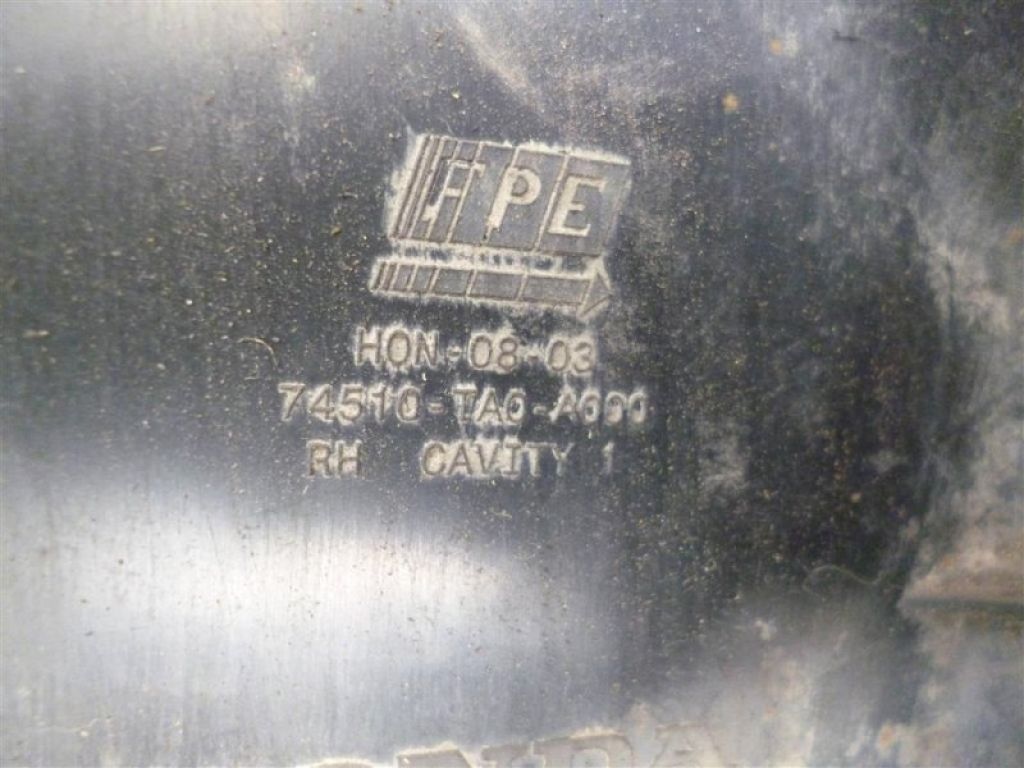 FPE
HON-08-03
74510-TA0-A000
RH CAVITY 1